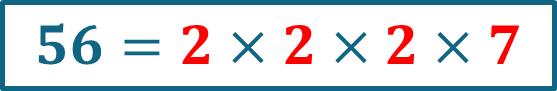 56 = 2 × 2 × 2 × 7